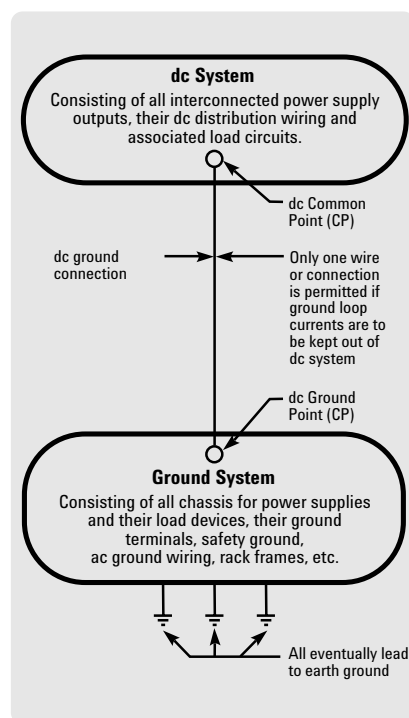 dc System
Consisting of all interconnected power supply
outputs, their dc distribution wiring and
associated load circuits.
dc Common
Point (CP)
dc ground
connection
Only one wire
or connection
is permitted if
ground loop
currents are to
be kept out of
dc system
dc Ground
Point (CP)
Ground System
Consisting of all chassis for power supplies
and their load devices, their ground
terminals, safety ground,
ac ground wiring, rack frames, etc.
All eventually lead
to earth ground